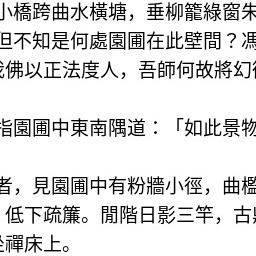 小橋跨曲水橫塘，垂柳籠綠窗朱
但不知是何處園圃在此壁間？馮
我佛以正法度人，吾師何故將幻術
指園圃中東南隅道：「如此景物
者，見園圃中有粉牆小徑，曲檻
，低下疏簾。閒階日影三竿，古鼎
坐禪床上。